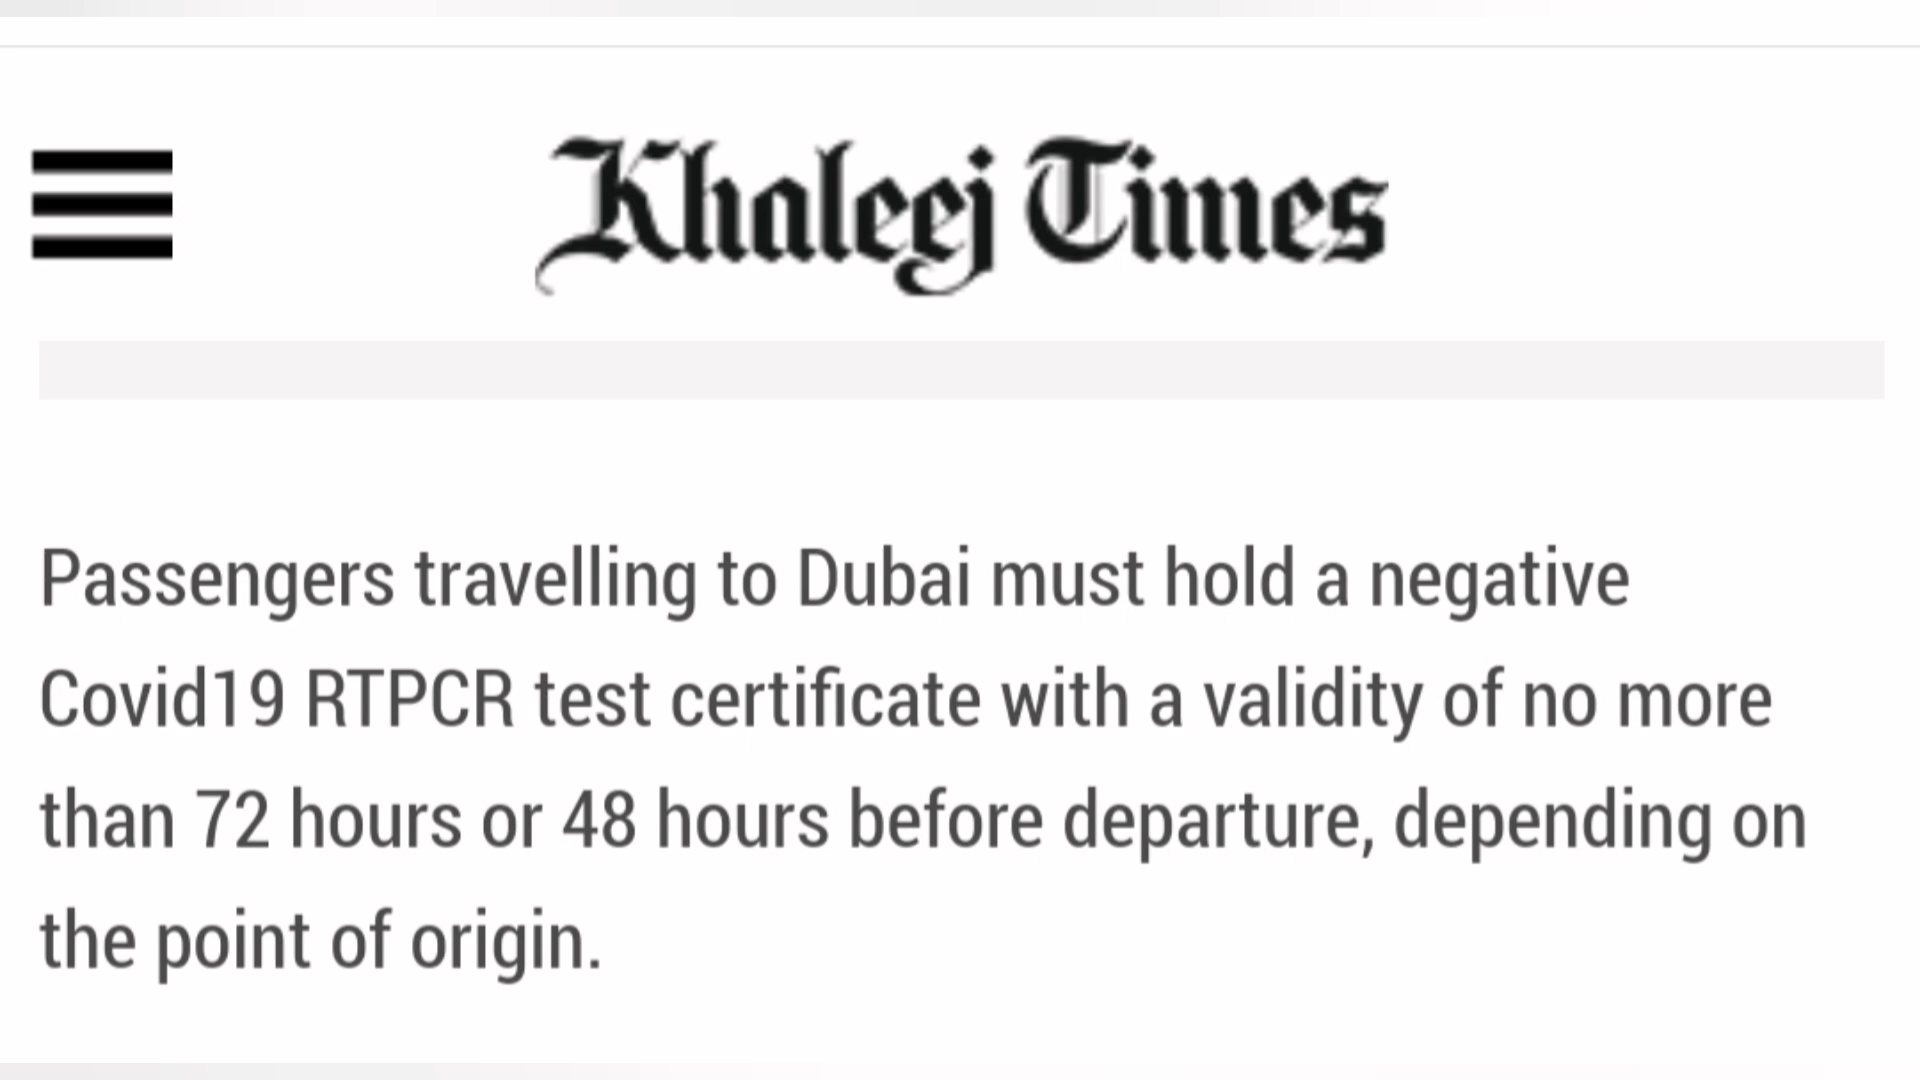 Khaleej Times
Passengers travelling to Dubai must hold a negative
Covid19 RTPCR test certificate with a validity of no more
than 72 hours or 48 hours before departure, depending on
the point of origin.